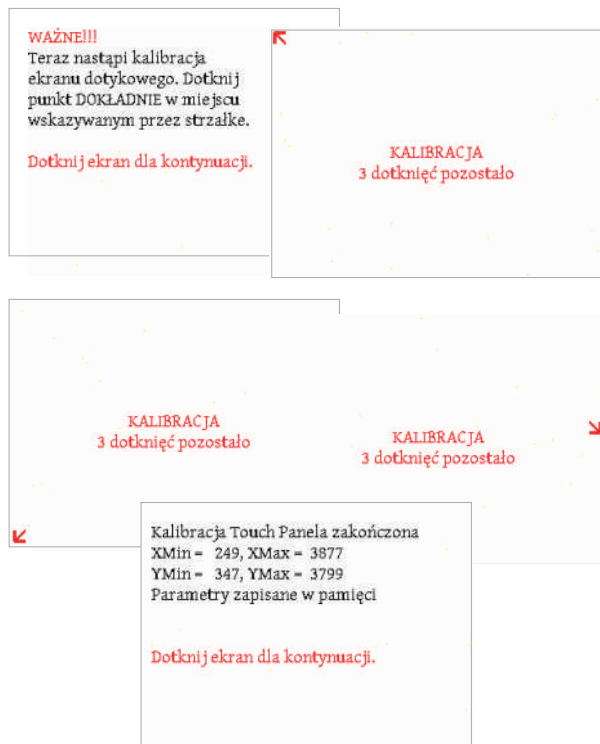 WAŻNE!!!
Teraz nastąpi kalibracja
ekranu dotykowego. Dotknij
punkt DOKŁADNIE w miejscu
wskazywanym przez strzałke.
Dotknij ekran dla kontynuacji.
KALIBRACJA
3 dotknięć pozostało
KALIBRACJA
3 dotknięć pozostało
KALIBRACJA
3 dotknięć pozostało
Kalibracja Touch Panela zakończona
XMin = 249, XMax = 3877
YMin = 347, YMax = 3799
Parametry zapisane w pamięci
Dotknij ekran dla kontynuacji.